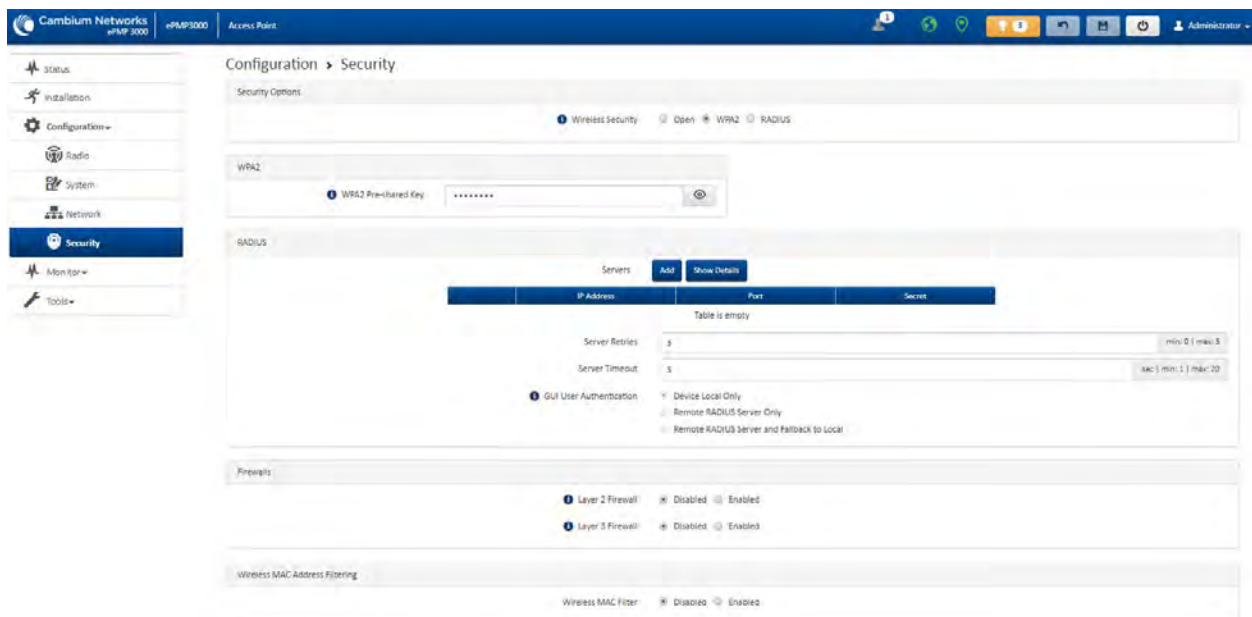 Cambium Networks
ePMP 3000
ePMP3000
Access Point
1
3
Administrator
Status
Installation
Configuration
Radio
System
Network
Security
Monitor
Tools
Configuration > Security
Security Options
Wireless Security Open WPA2 RADIUS
WPA2
WPA2 Pre-shared Key ••••••••
RADIUS
Servers Add Show Details
IP Address Port Secret
Table is empty
Server Retries 3 min: 0 | max: 5
Server Timeout 5 sec | min: 1 | max: 20
GUI User Authentication Device Local Only
Remote RADIUS Server Only
Remote RADIUS Server and Fallback to Local
Firewalls
Layer 2 Firewall Disabled Enabled
Layer 3 Firewall Disabled Enabled
Wireless MAC Address Filtering
Wireless MAC Filter Disabled Enabled